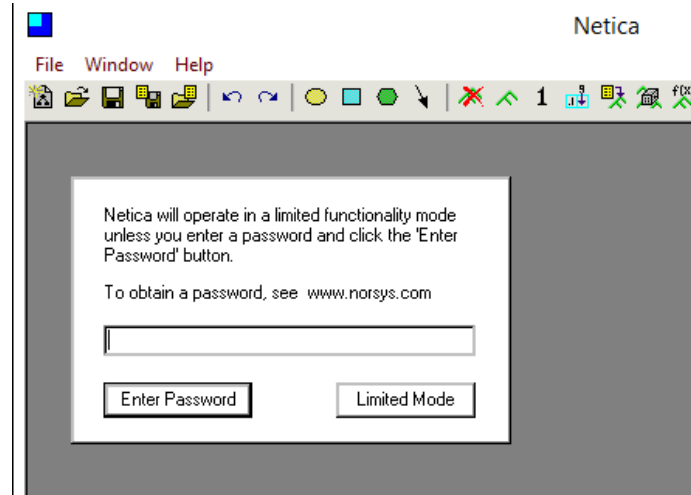 Netica
File Window Help
1
f(x
Netica will operate in a limited functionality mode
unless you enter a password and click the 'Enter
Password' button.
To obtain a password, see www.norsys.com
Enter Password Limited Mode